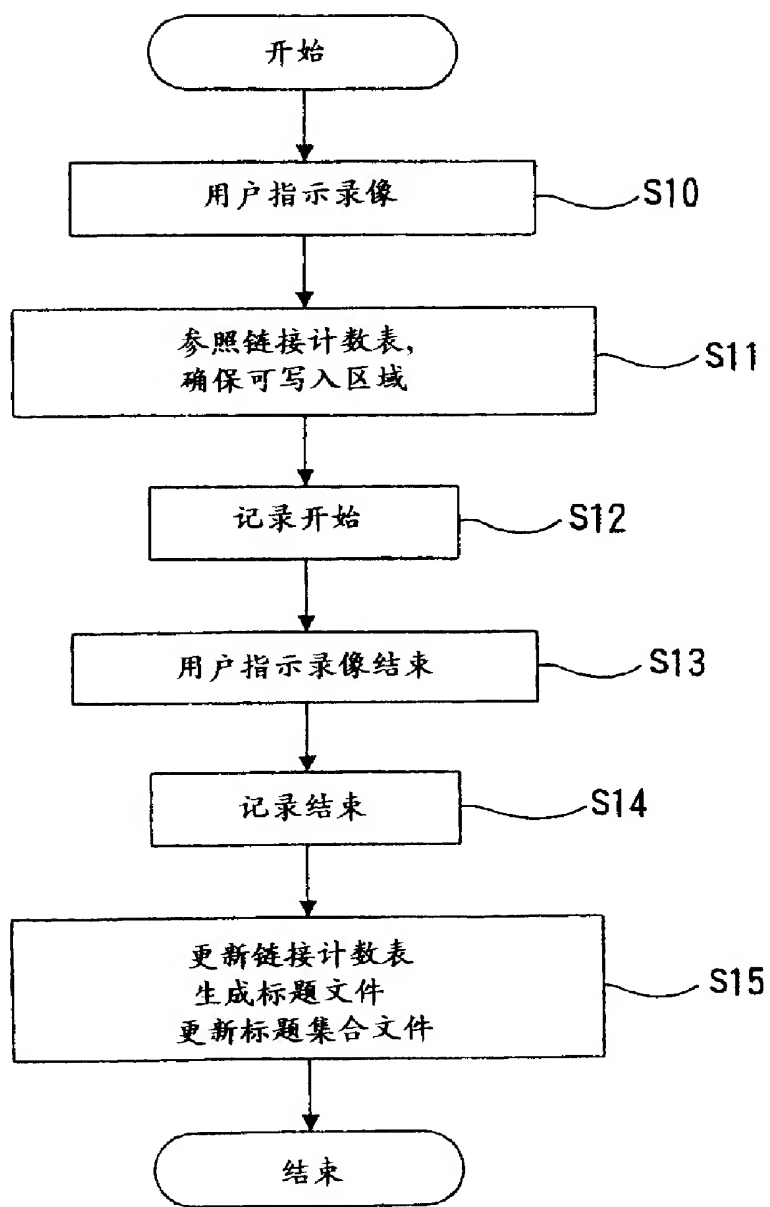 开始
用户指示录像
S10
参照链接计数表,
确保可写入区域
S11
记录开始
S12
用户指示录像结束
S13
记录结束
S14
更新链接计数表
生成标题文件
更新标题集合文件
S15
结束